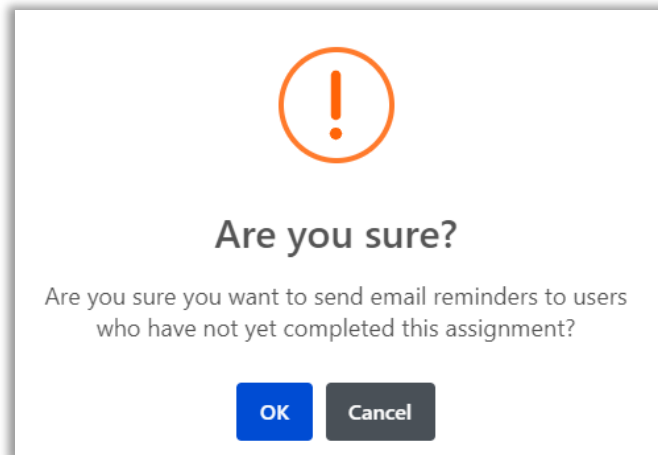 Are you sure?
Are you sure you want to send email reminders to users
who have not yet completed this assignment?
OK
Cancel